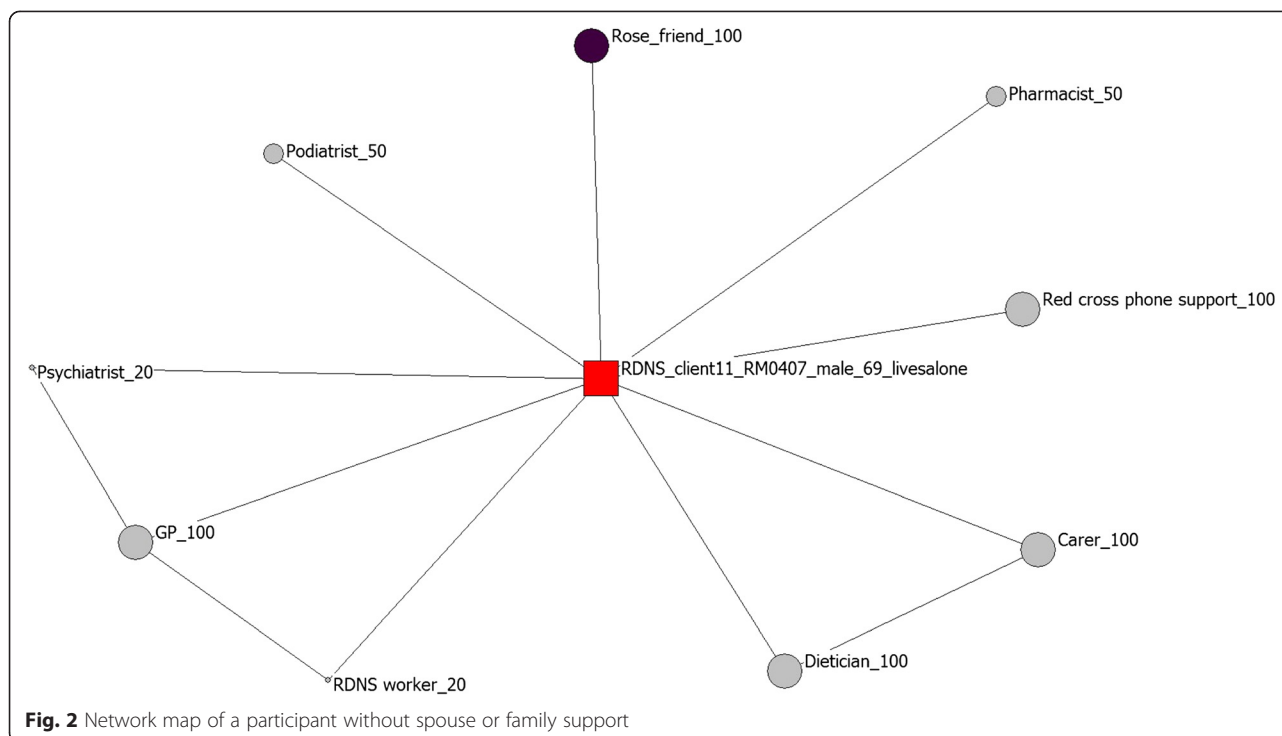 Rose_friend_100
Pharmacist_50
Podiatrist_50
Red cross phone support_100
RDNS_client11_RM0407_male_69_livesalone
Psychiatrist_20
GP_100
Carer_100
Dietician_100
RDNS worker_20
Fig. 2 Network map of a participant without spouse or family support